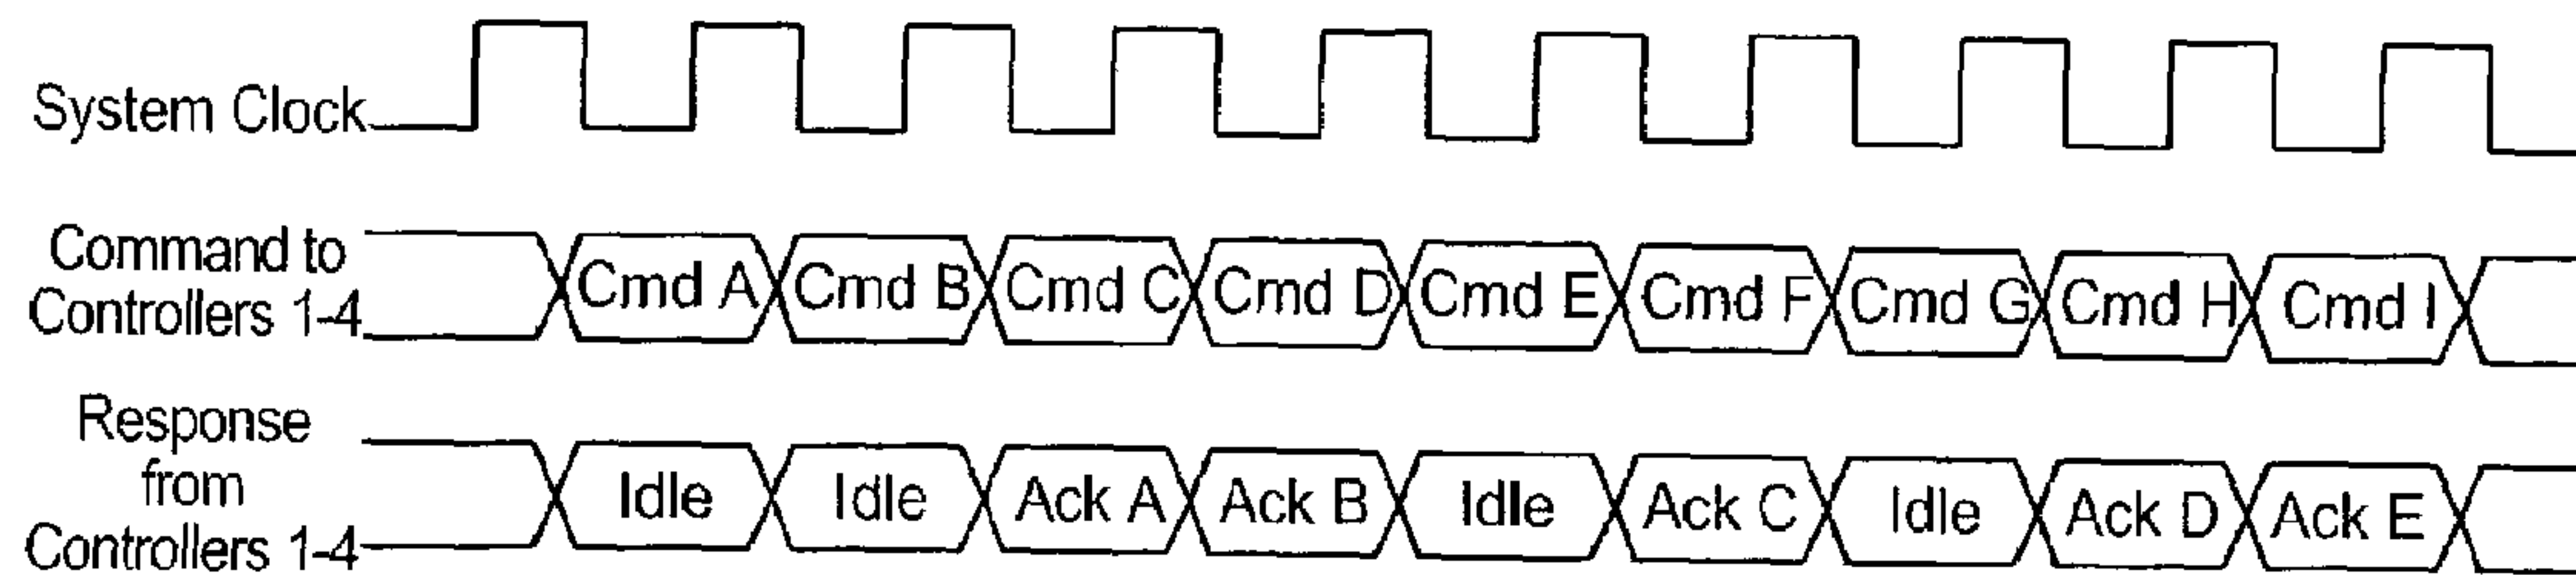 System Clock
Command to
Controllers 1-4
Cmd A Cmd B Cmd C Cmd D Cmd E Cmd F Cmd G Cmd H Cmd I
Response
from
Controllers 1-4
Idle Idle Ack A Ack B Idle Ack C Idle Ack D Ack E